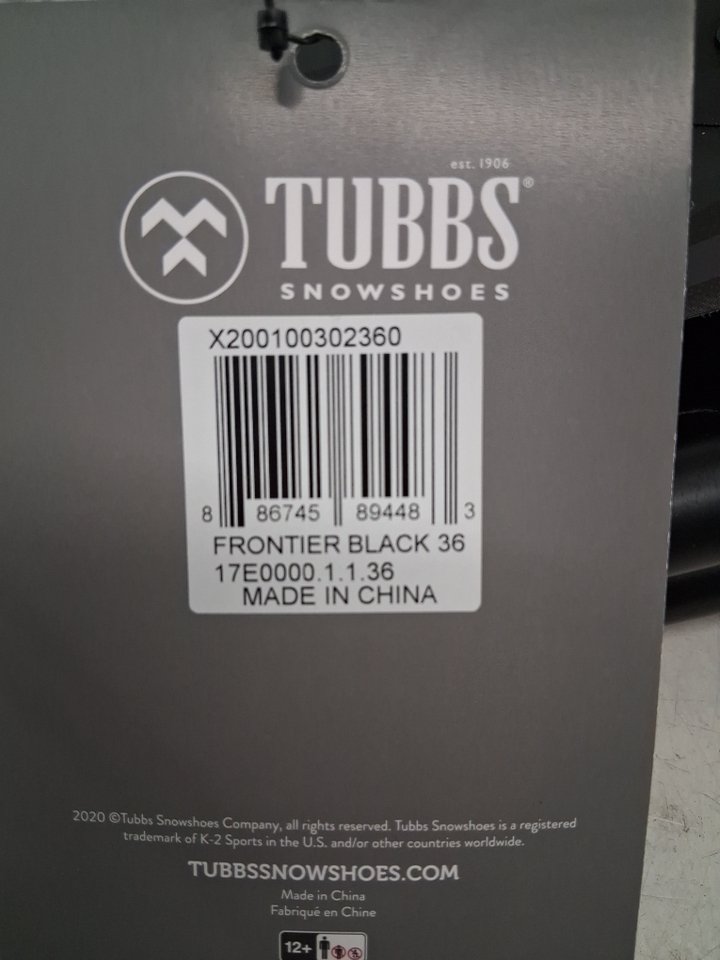 est. 1906
TUBBS®
SNOWSHOES
X200100302360
8 86745 89448 3
FRONTIER BLACK 36
17E0000.1.1.36
MADE IN CHINA
2020 ©Tubbs Snowshoes Company, all rights reserved. Tubbs Snowshoes is a registered
trademark of K-2 Sports in the U.S. and/or other countries worldwide.
TUBBSSNOWSHOES.COM
Made in China
Fabriqué en Chine
12+